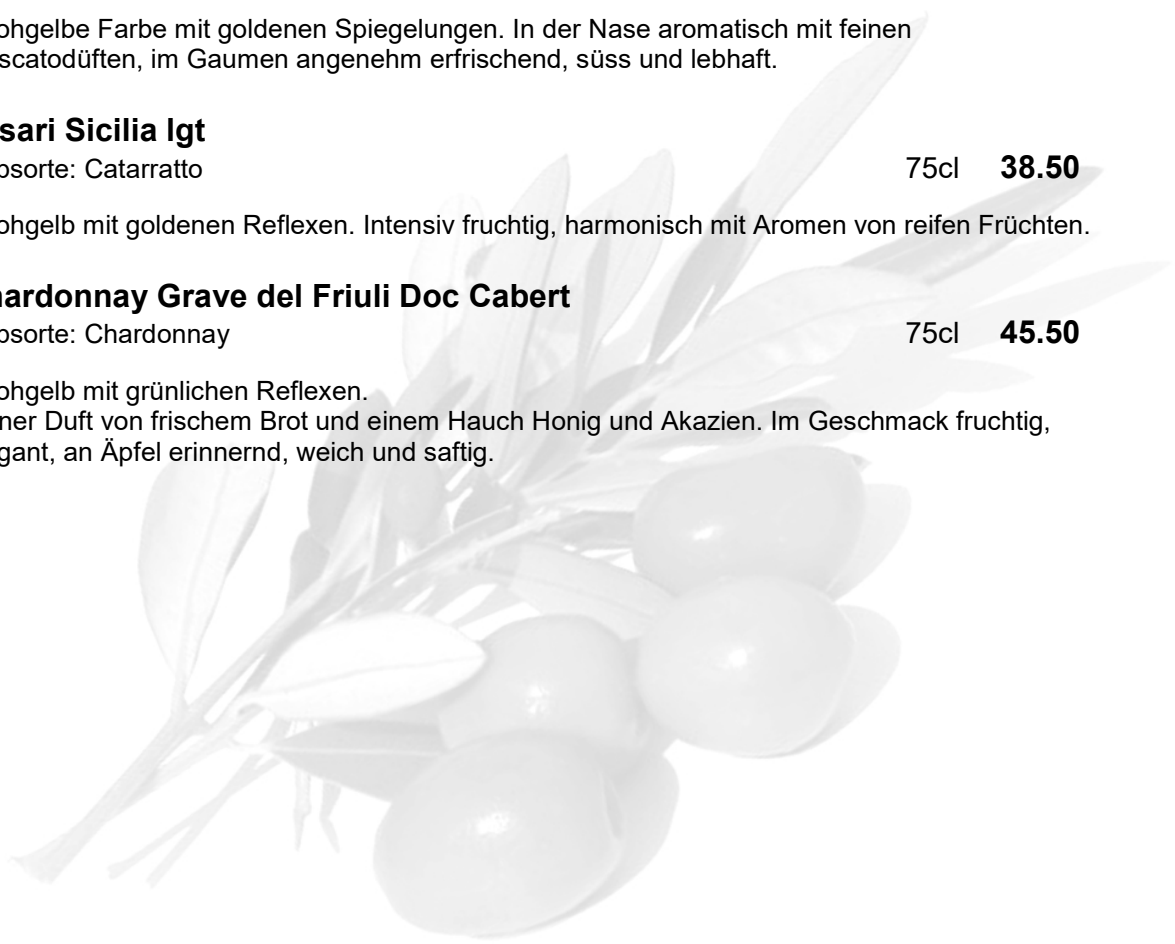 ohgelbe Farbe mit goldenen Spiegelungen. In der Nase aromatisch mit feinen
scatodüften, im Gaumen angenehm erfrischend, süss und lebhaft.
sari Sicilia Igt
bsorte: Catarratto 75cl 38.50
ohgelb mit goldenen Reflexen. Intensiv fruchtig, harmonisch mit Aromen von reifen Früchten.
ardonnay Grave del Friuli Doc Cabert
bsorte: Chardonnay 75cl 45.50
ohgelb mit grünlichen Reflexen.
ner Duft von frischem Brot und einem Hauch Honig und Akazien. Im Geschmack fruchtig,
gant, an Äpfel erinnernd, weich und saftig.